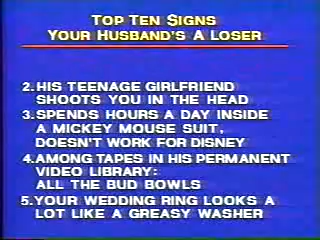 TOP TEN SIGNS
YOUR HUSBAND'S A LOSER
2.HIS TEENAGE GIRLFRIEND
SHOOTS YOU IN THE HEAD
3.SPENDS HOURS A DAY INSIDE
A MICKEY MOUSE SUIT,
DOESN'T WORK FOR DISNEY
4.AMONG TAPES IN HIS PERMANENT
VIDEO LIBRARY:
ALL THE BUD BOWLS
5.YOUR WEDDING RING LOOKS A
LOT LIKE A GREASY WASHER